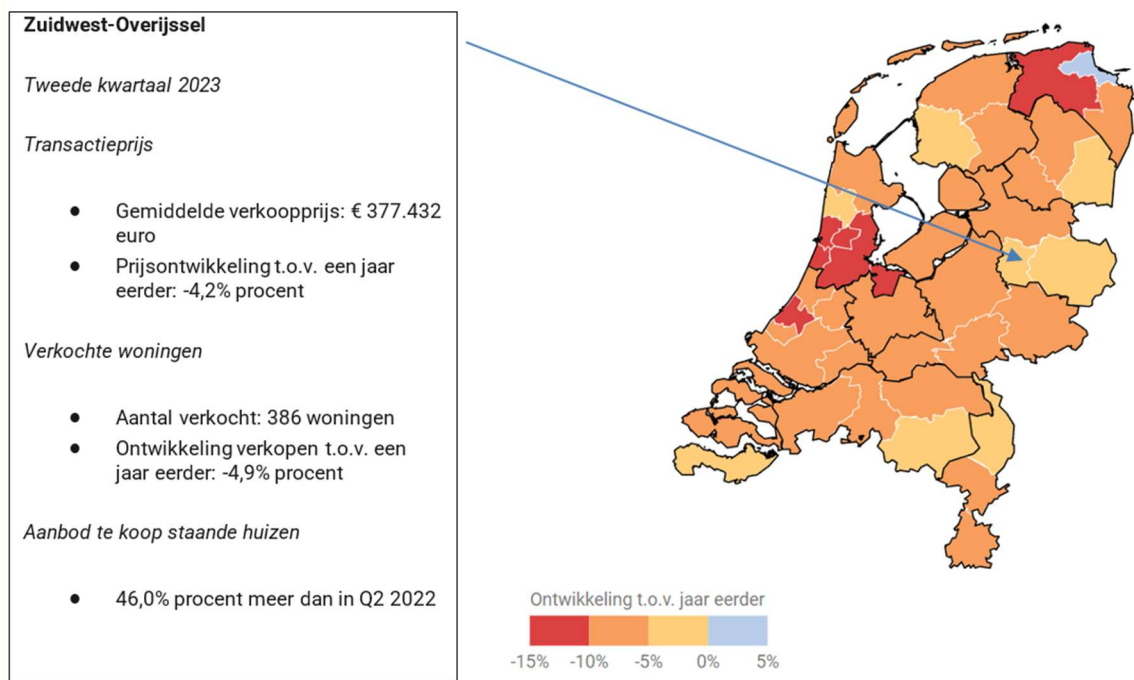 Zuidwest-Overijssel
Tweede kwartaal 2023
Transactieprijs
● Gemiddelde verkoopprijs: € 377.432
euro
● Prijsontwikkeling t.o.v. een jaar
eerder: -4,2% procent
Verkochte woningen
● Aantal verkocht: 386 woningen
● Ontwikkeling verkopen t.o.v. een
jaar eerder: -4,9% procent
Aanbod te koop staande huizen
● 46,0% procent meer dan in Q2 2022
Ontwikkeling t.o.v. jaar eerder
-15% -10% -5% 0% 5%